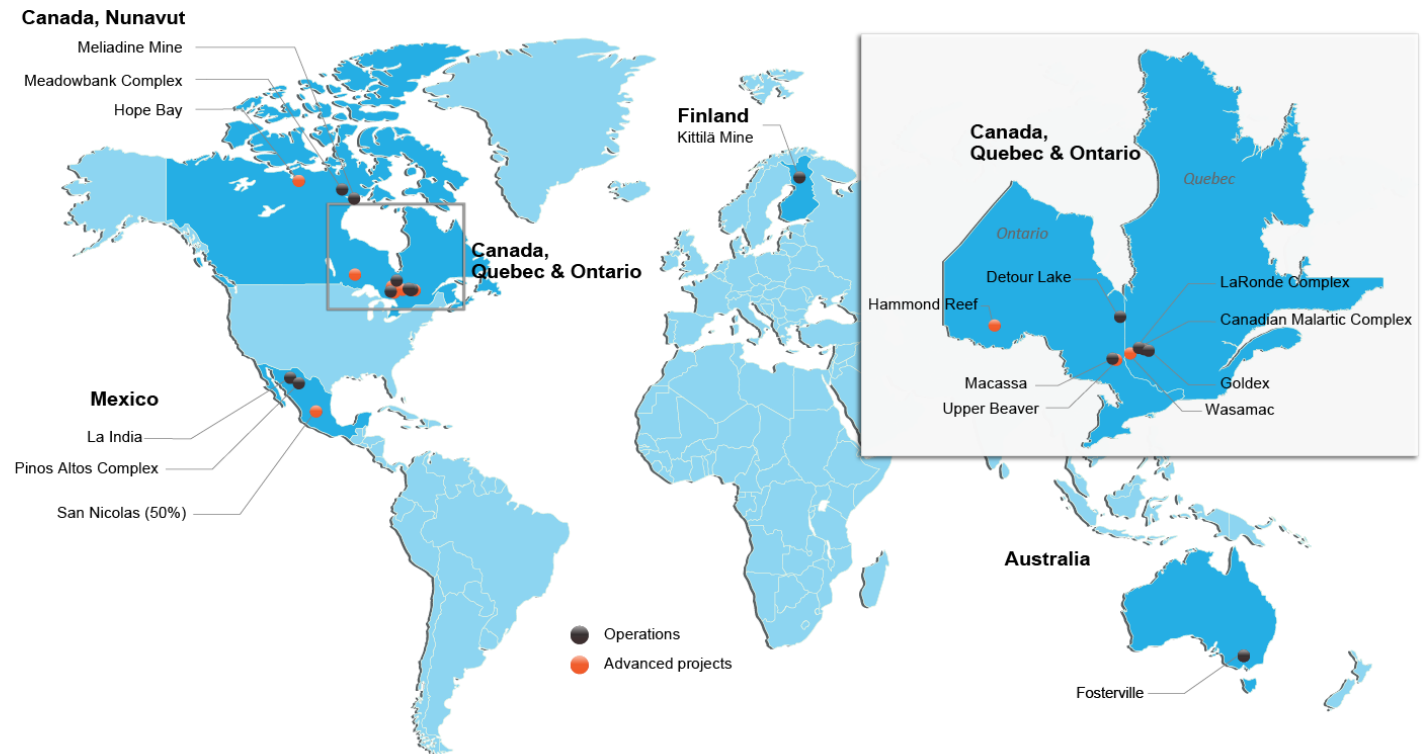 Canada, Nunavut
Meliadine Mine
Meadowbank Complex
Hope Bay
Finland
Kittilä Mine
Canada,
Quebec & Ontario
Mexico
La India
Pinos Altos Complex
San Nicolas (50%)
Operations
Advanced projects
Canada,
Quebec & Ontario
Quebec
Ontario
Detour Lake
LaRonde Complex
Hammond Reef
Canadian Malartic Complex
Macassa
Goldex
Upper Beaver
Wasamac
Australia
Fosterville